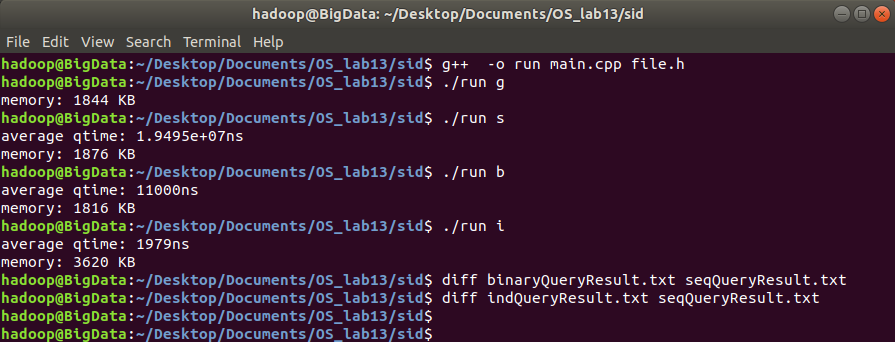 hadoop@BigData: ~/Desktop/Documents/OS_lab13/sid
File Edit View Search Terminal Help
hadoop@BigData:~/Desktop/Documents/OS_lab13/sid$ g++  -o run main.cpp file.h
hadoop@BigData:~/Desktop/Documents/OS_lab13/sid$ ./run g
memory: 1844 KB
hadoop@BigData:~/Desktop/Documents/OS_lab13/sid$ ./run s
average qtime: 1.9495e+07ns
memory: 1876 KB
hadoop@BigData:~/Desktop/Documents/OS_lab13/sid$ ./run b
average qtime: 11000ns
memory: 1816 KB
hadoop@BigData:~/Desktop/Documents/OS_lab13/sid$ ./run i
average qtime: 1979ns
memory: 3620 KB
hadoop@BigData:~/Desktop/Documents/OS_lab13/sid$ diff binaryQueryResult.txt seqQueryResult.txt
hadoop@BigData:~/Desktop/Documents/OS_lab13/sid$ diff indQueryResult.txt seqQueryResult.txt
hadoop@BigData:~/Desktop/Documents/OS_lab13/sid$
hadoop@BigData:~/Desktop/Documents/OS_lab13/sid$